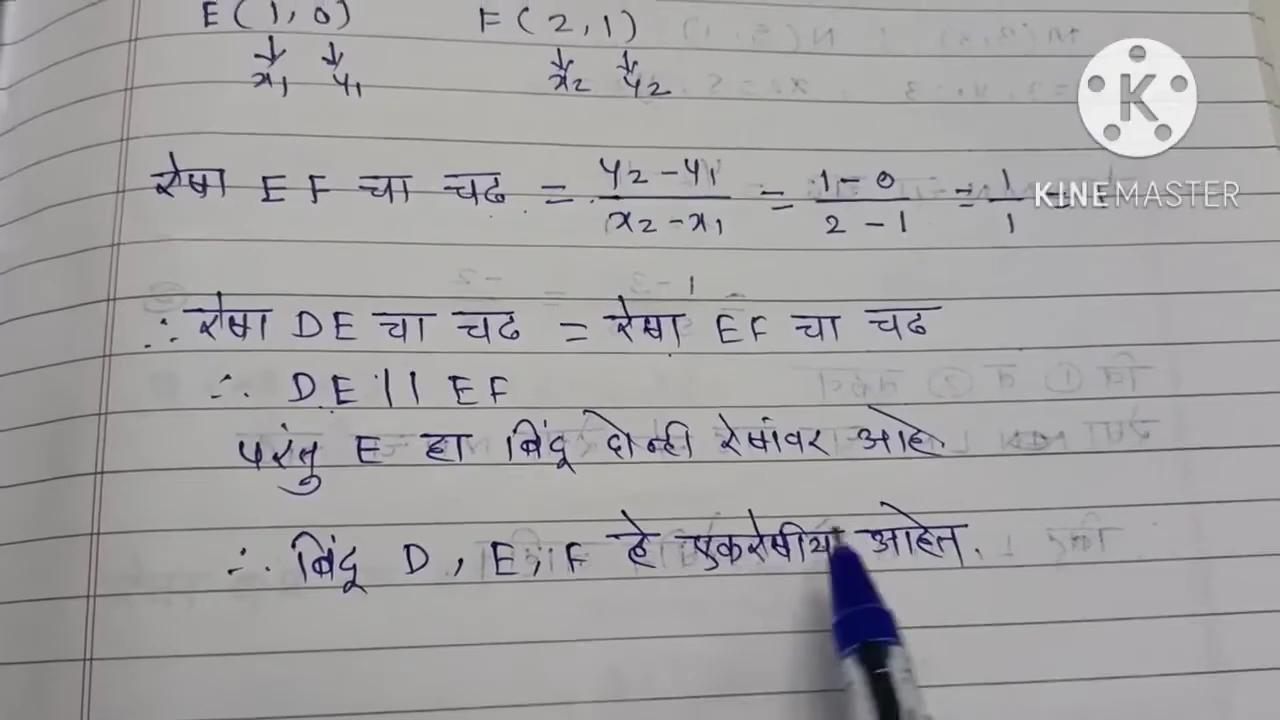 E(1,0) F(2,1)
x₁ y₁ x₂ y₂
K
KINEMASTER
रेषा EF चा चढ = y₂-y₁/x₂-x₁ = 1-0/2-1 = 1/1 =
∴ रेषा DE चा चढ = रेषा EF चा चढ
∴ DE || EF
परंतु E हा बिंदू दोन्ही रेषांवर आहे.
∴ बिंदू D, E, F हे एकरेषीय आहेत.